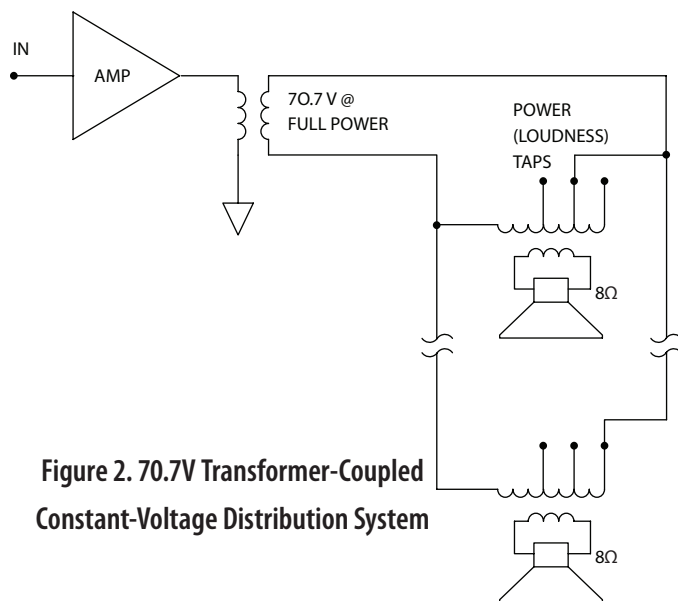 IN
AMP
70.7 V @
FULL POWER
POWER
(LOUDNESS)
TAPS
8Ω
Figure 2. 70.7V Transformer-Coupled
Constant-Voltage Distribution System
8Ω